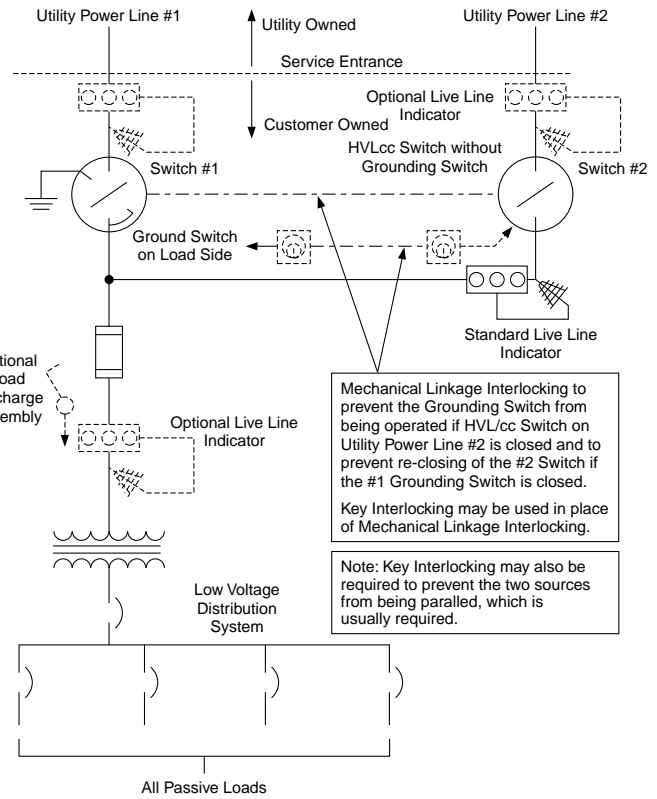 Utility Power Line #1
Utility Owned
Utility Power Line #2
Service Entrance
Optional Live Line
Indicator
Customer Owned
HVLcc Switch without
Grounding Switch
Switch #1
Switch #2
Ground Switch
on Load Side
Standard Live Line
Indicator
tional
oad
charge
embly
Optional Live Line
Indicator
Mechanical Linkage Interlocking to
prevent the Grounding Switch from
being operated if HVL/cc Switch on
Utility Power Line #2 is closed and to
prevent re-closing of the #2 Switch if
the #1 Grounding Switch is closed.
Key Interlocking may be used in place
of Mechanical Linkage Interlocking.
Note: Key Interlocking may also be
required to prevent the two sources
from being paralled, which is
usually required.
Low Voltage
Distribution
System
All Passive Loads